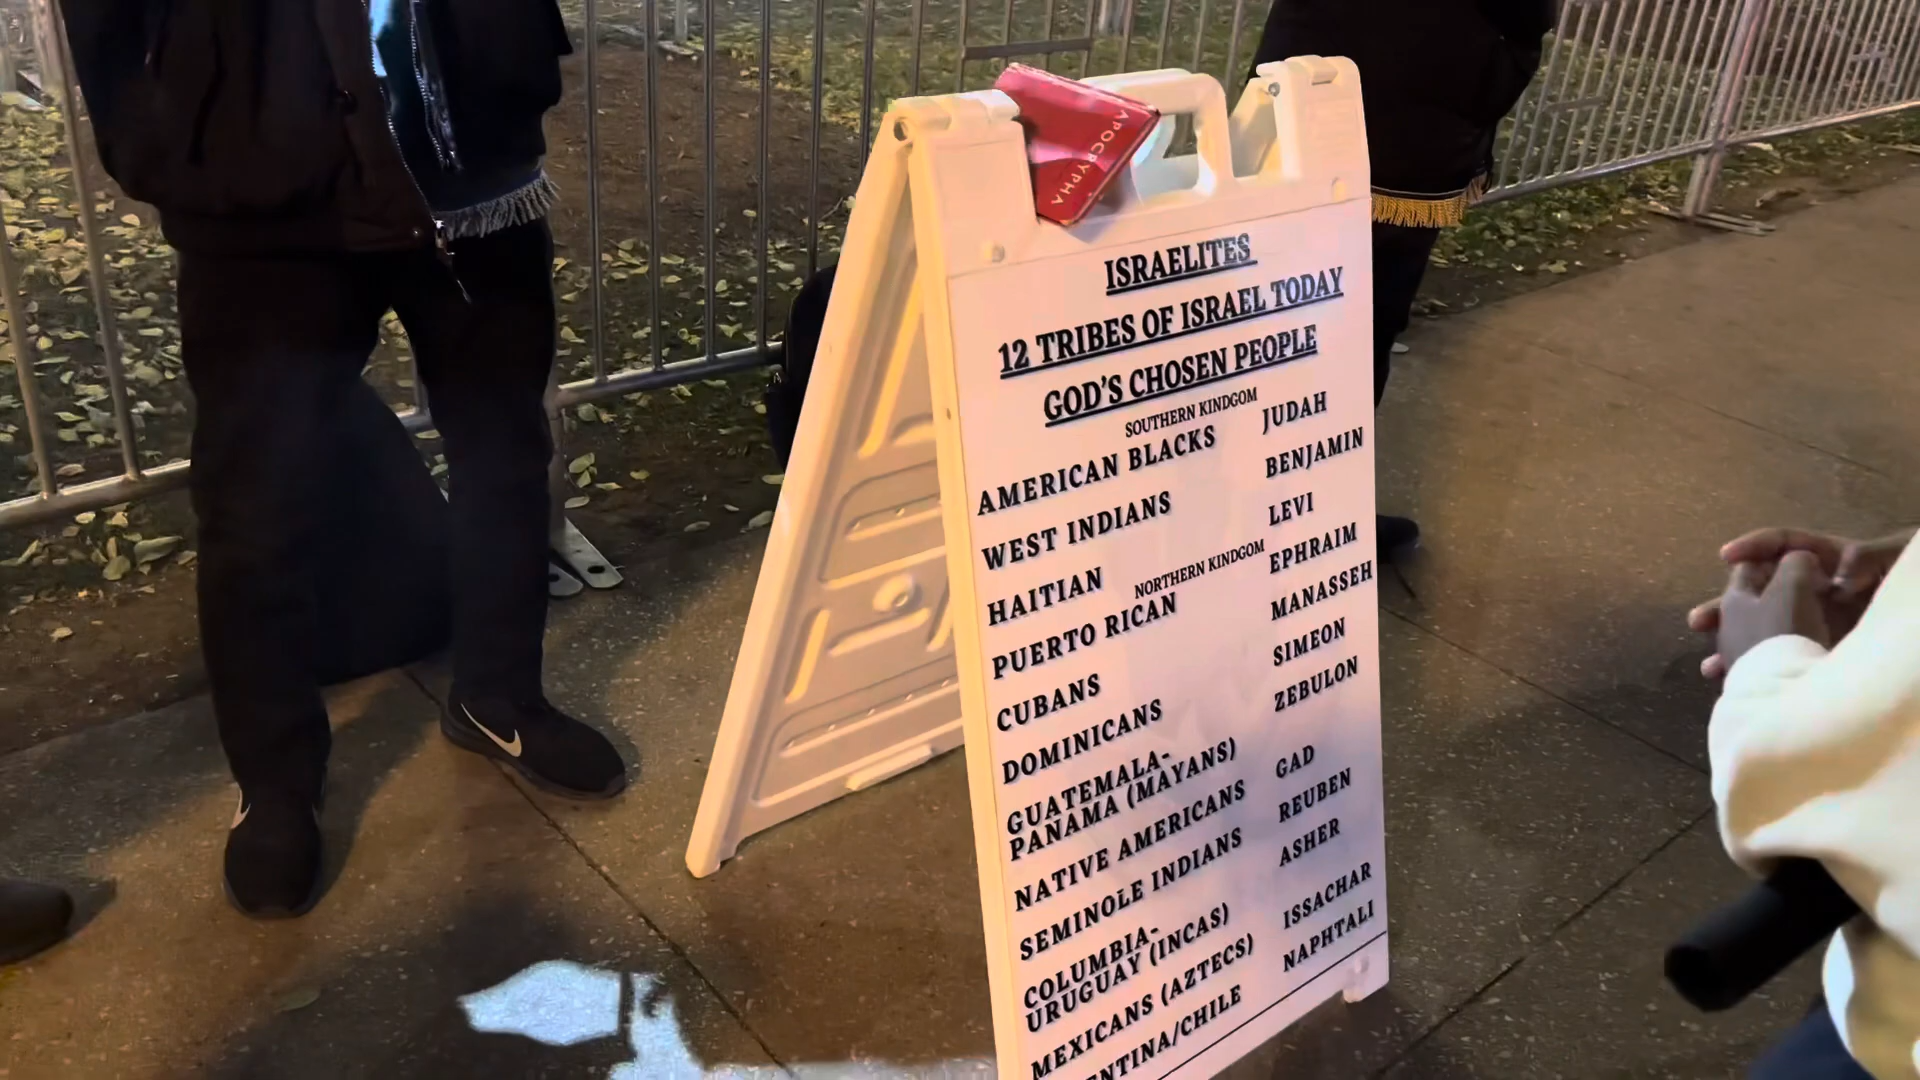 APOCRYPHA
ISRAELITES
12 TRIBES OF ISRAEL TODAY
GOD'S CHOSEN PEOPLE
SOUTHERN KINDGOM
AMERICAN BLACKS JUDAH
WEST INDIANS BENJAMIN
HAITIAN LEVI
NORTHERN KINDGOM
PUERTO RICAN EPHRAIM
CUBANS MANASSEH
DOMINICANS SIMEON
GUATEMALA-
PANAMA (MAYANS) ZEBULON
NATIVE AMERICANS GAD
SEMINOLE INDIANS REUBEN
COLUMBIA-
URUGUAY (INCAS) ASHER
MEXICANS (AZTECS) ISSACHAR
ENTINA/CHILE NAPHTALI